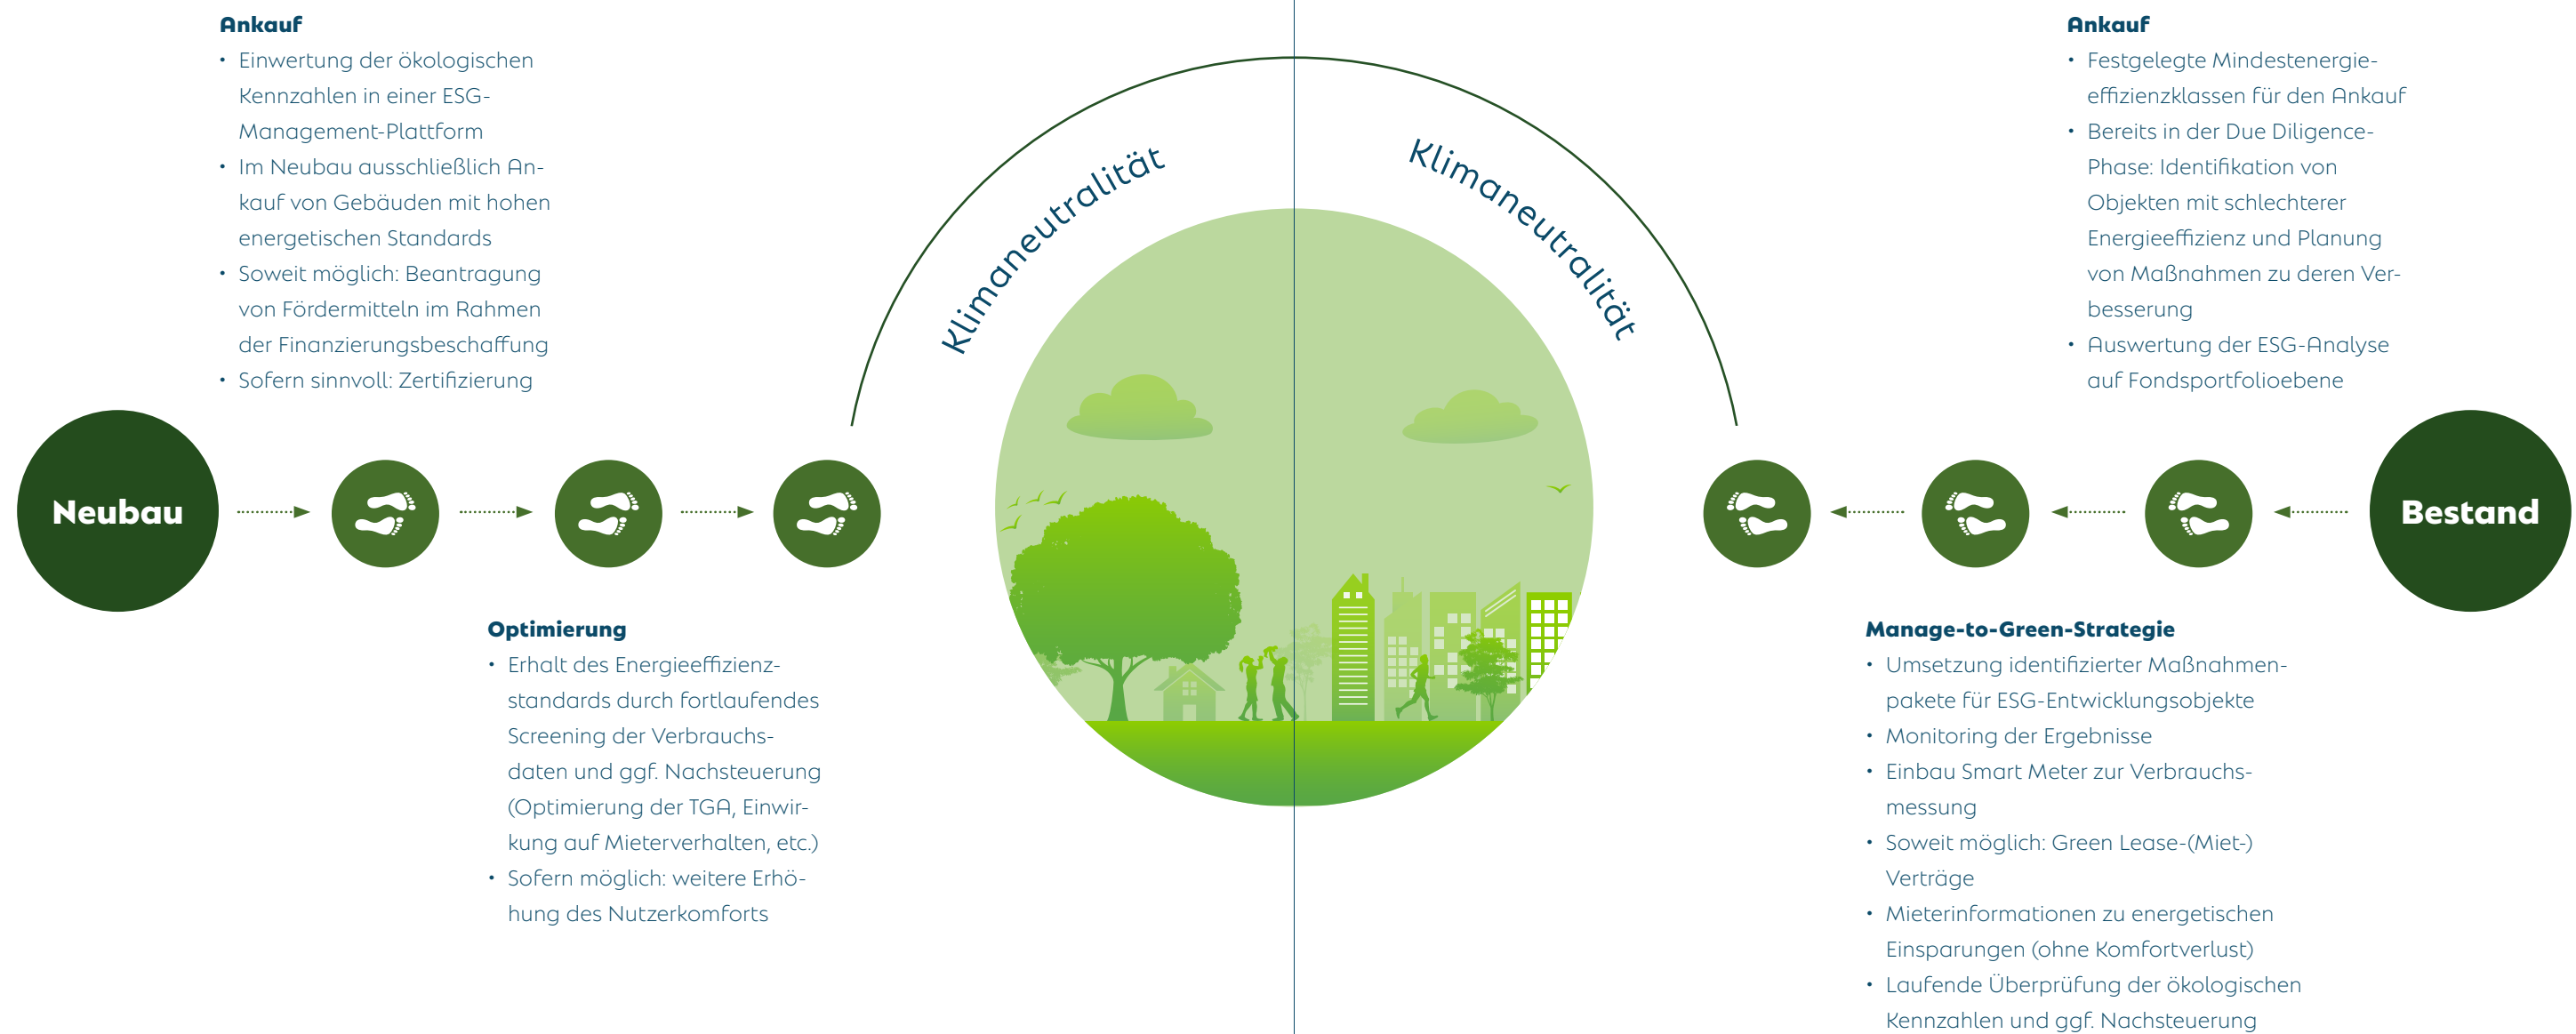 Ankauf
• Einwertung der ökologischen
Kennzahlen in einer ESG-
Management-Plattform
• Im Neubau ausschließlich An-
kauf von Gebäuden mit hohen
energetischen Standards
• Soweit möglich: Beantragung
von Fördermitteln im Rahmen
der Finanzierungsbeschaffung
• Sofern sinnvoll: Zertifizierung
Neubau
Optimierung
• Erhalt des Energieeffizienz-
standards durch fortlaufendes
Screening der Verbrauchs-
daten und ggf. Nachsteuerung
(Optimierung der TGA, Einwir-
kung auf Mieterverhalten, etc.)
• Sofern möglich: weitere Erhö-
hung des Nutzerkomforts
Klimaneutralität
Klimaneutralität
Ankauf
• Festgelegte Mindestenergie-
effizienzklassen für den Ankauf
• Bereits in der Due Diligence-
Phase: Identifikation von
Objekten mit schlechterer
Energieeffizienz und Planung
von Maßnahmen zu deren Ver-
besserung
• Auswertung der ESG-Analyse
auf Fondsportfolioebene
Bestand
Manage-to-Green-Strategie
• Umsetzung identifizierter Maßnahmen-
pakete für ESG-Entwicklungsobjekte
• Monitoring der Ergebnisse
• Einbau Smart Meter zur Verbrauchs-
messung
• Soweit möglich: Green Lease-(Miet-)
Verträge
• Mieterinformationen zu energetischen
Einsparungen (ohne Komfortverlust)
• Laufende Überprüfung der ökologischen
Kennzahlen und ggf. Nachsteuerung